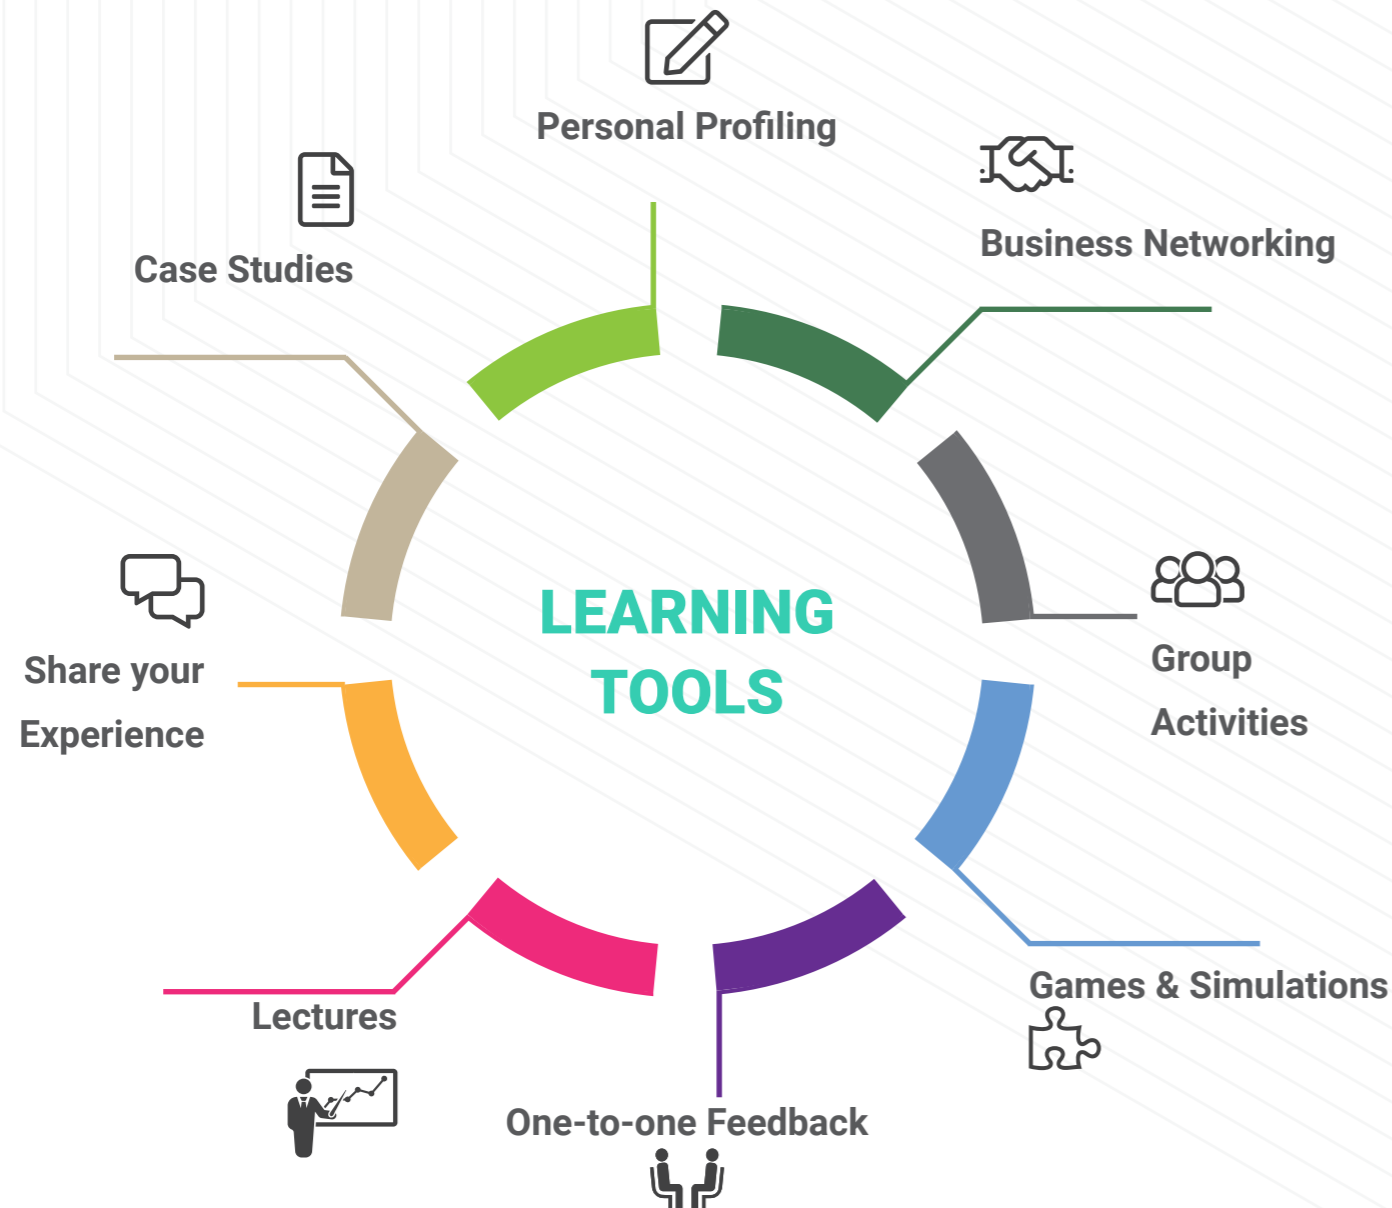 Personal Profiling
Business Networking
Case Studies
LEARNING
TOOLS
Share your
Experience
Group
Activities
Games & Simulations
Lectures
One-to-one Feedback